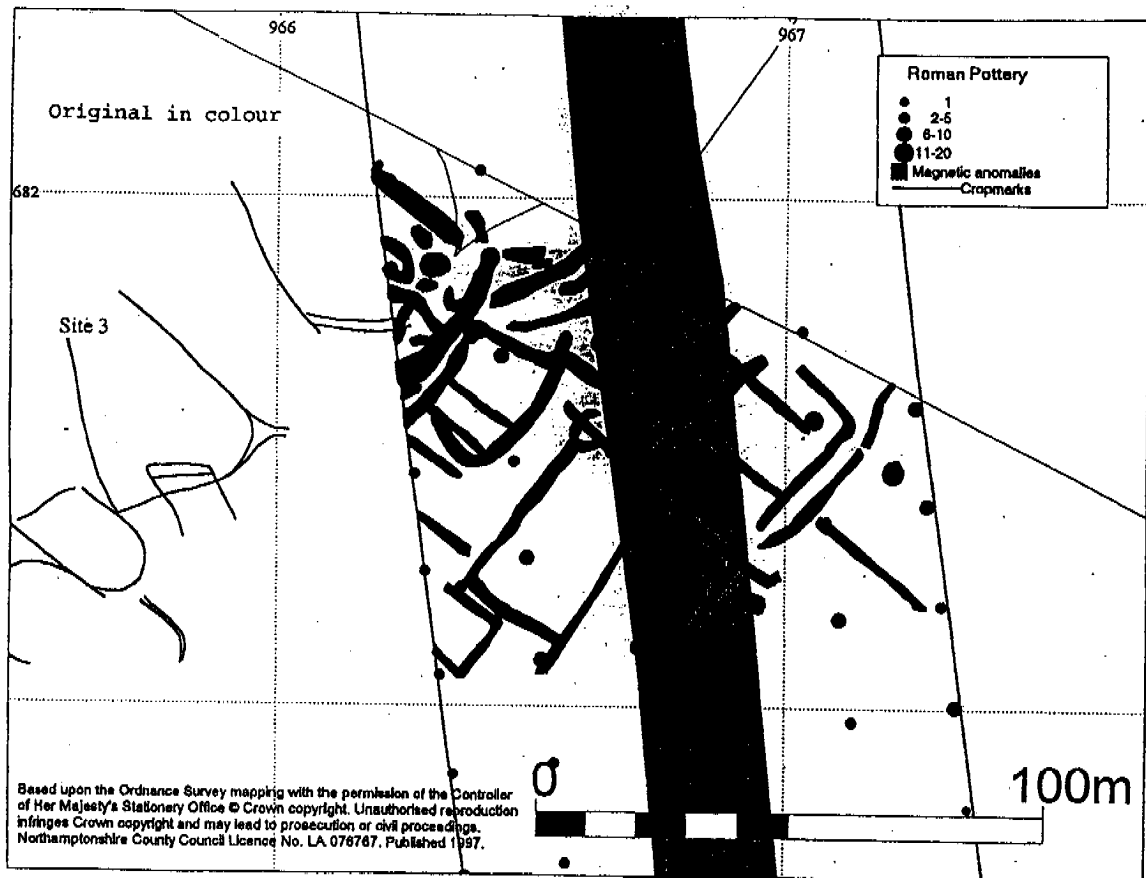 966
967
Original in colour
Roman Pottery
1
2-5
6-10
11-20
Magnetic anomalies
Cropmarks
682
Site 3
0
100m
Based upon the Ordnance Survey mapping with the permission of the Controller
of Her Majesty's Stationery Office © Crown copyright. Unauthorised reproduction
infringes Crown copyright and may lead to prosecution or civil proceedings.
Northamptonshire County Council Licence No. LA 076767. Published 1997.